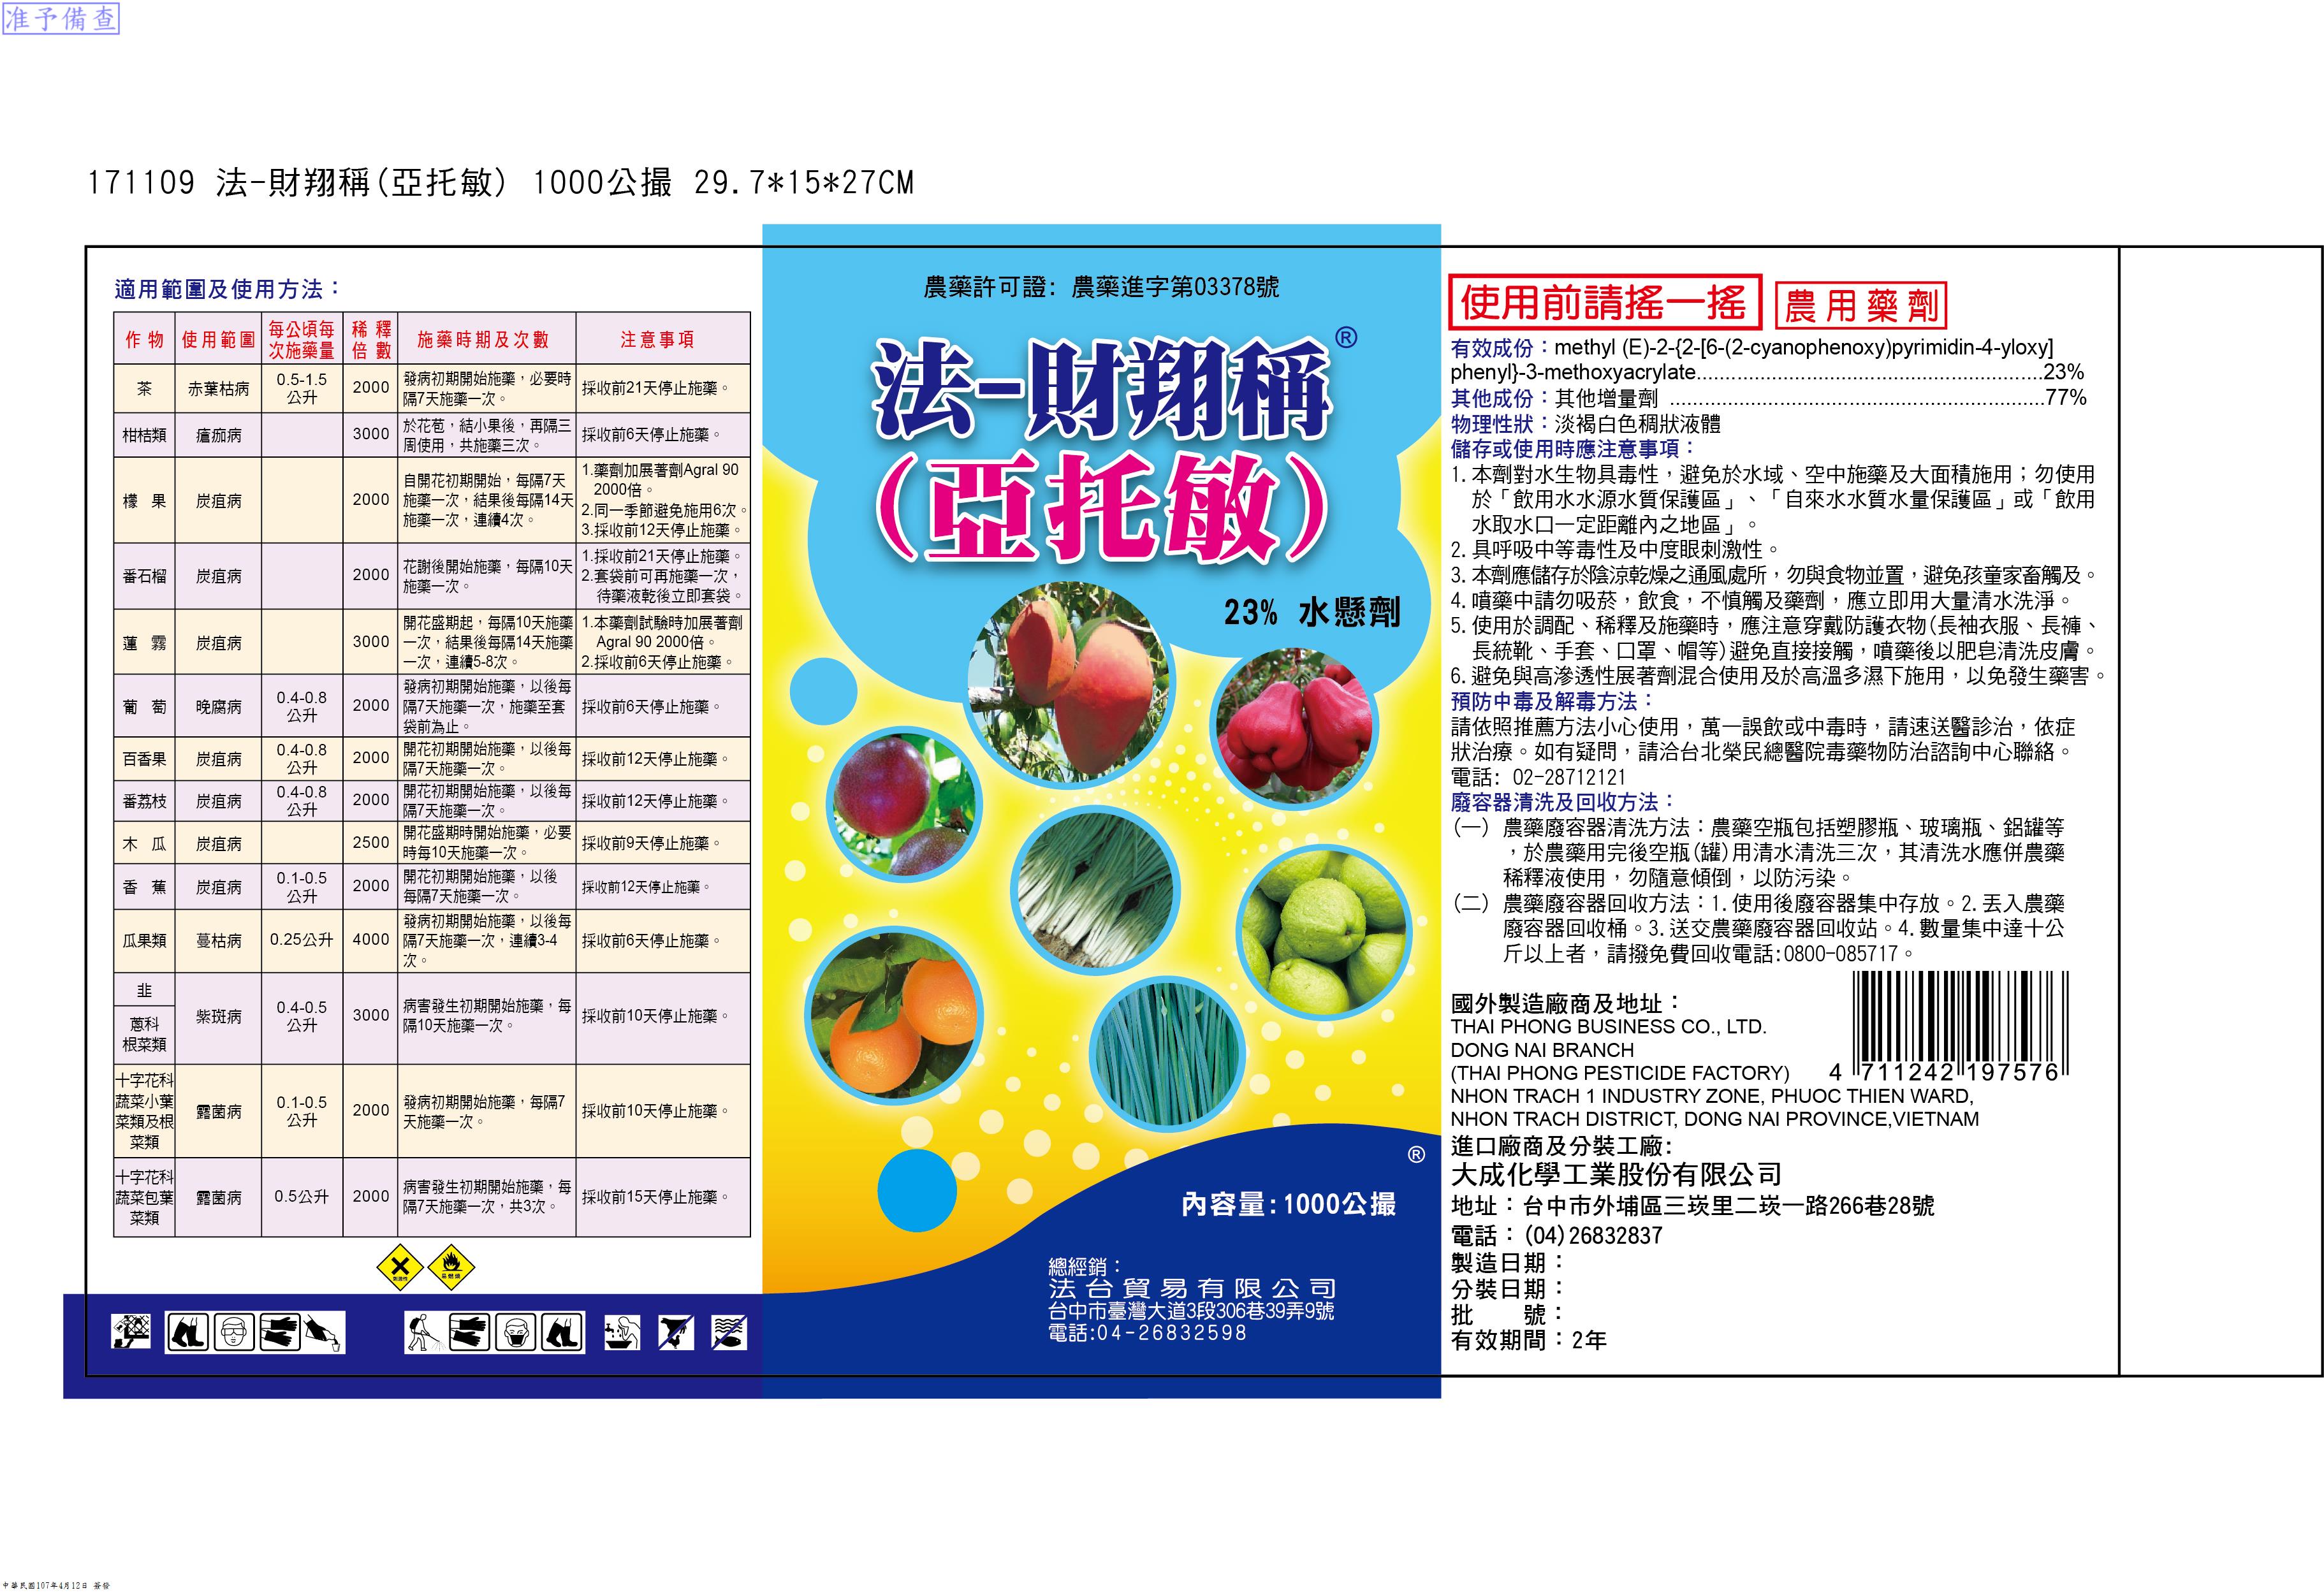 准予備查
171109 法-財翔稱(亞托敏) 1000公撮 29.7*15*27CM
適用範圍及使用方法：
作物 使用範圍 每公頃每次施藥量 稀釋倍數 施藥時期及次數 注意事項
茶 赤葉枯病 0.5-1.5公升 2000 發病初期開始施藥，必要時隔7天施藥一次。 採收前21天停止施藥。
柑桔類 瘡痂病 3000 於花苞，結小果後，再隔三周使用，共施藥三次。 採收前6天停止施藥。
檬果 炭疽病 2000 自開花初期開始，每隔7天施藥一次，結果後每隔14天施藥一次，連續4次。 1.藥劑加展著劑Agral 90 2000倍。 2.同一季節避免施用6次。 3.採收前12天停止施藥。
番石榴 炭疽病 2000 花謝後開始施藥，每隔10天施藥一次。 1.採收前21天停止施藥。 2.套袋前可再施藥一次，待藥液乾後立即套袋。
蓮霧 炭疽病 3000 開花盛期起，每隔10天施藥一次，結果後每隔14天施藥一次，連續5-8次。 1.本藥劑試驗時加展著劑Agral 90 2000倍。 2.採收前6天停止施藥。
葡萄 晚腐病 0.4-0.8公升 2000 發病初期開始施藥，以後每隔7天施藥一次，施藥至套袋前為止。 採收前6天停止施藥。
百香果 炭疽病 0.4-0.8公升 2000 開花初期開始施藥，以後每隔7天施藥一次。 採收前12天停止施藥。
番荔枝 炭疽病 0.4-0.8公升 2000 開花初期開始施藥，以後每隔7天施藥一次。 採收前12天停止施藥。
木瓜 炭疽病 2500 開花盛期時開始施藥，必要時每10天施藥一次。 採收前9天停止施藥。
香蕉 炭疽病 0.1-0.5公升 2000 開花初期開始施藥，以後每隔7天施藥一次。 採收前12天停止施藥。
瓜果類 蔓枯病 0.25公升 4000 發病初期開始施藥，以後每隔7天施藥一次，連續3-4次。 採收前6天停止施藥。
韭
蔥科根菜類 紫斑病 0.4-0.5公升 3000 病害發生初期開始施藥，每隔10天施藥一次。 採收前10天停止施藥。
十字花科蔬菜小葉菜類及根菜類 露菌病 0.1-0.5公升 2000 發病初期開始施藥，每隔7天施藥一次。 採收前10天停止施藥。
十字花科蔬菜包葉菜類 露菌病 0.5公升 2000 病害發生初期開始施藥，每隔7天施藥一次，共3次。 採收前15天停止施藥。
農藥許可證: 農藥進字第03378號
法-財翔稱®
(亞托敏)
23% 水懸劑
®
內容量:1000公撮
總經銷：
法台貿易有限公司
台中市臺灣大道3段306巷39弄9號
電話:04-26832598
使用前請搖一搖 農用藥劑
有效成份：methyl (E)-2-{2-[6-(2-cyanophenoxy)pyrimidin-4-yloxy]
phenyl}-3-methoxyacrylate............................................................23%
其他成份：其他增量劑 .................................................................77%
物理性狀：淡褐白色稠狀液體
儲存或使用時應注意事項：
1.本劑對水生物具毒性，避免於水域、空中施藥及大面積施用；勿使用
於「飲用水水源水質保護區」、「自來水水質水量保護區」或「飲用
水取水口一定距離內之地區」。
2.具呼吸中等毒性及中度眼刺激性。
3.本劑應儲存於陰涼乾燥之通風處所，勿與食物並置，避免孩童家畜觸及。
4.噴藥中請勿吸菸，飲食，不慎觸及藥劑，應立即用大量清水洗淨。
5.使用於調配、稀釋及施藥時，應注意穿戴防護衣物(長袖衣服、長褲、
長統靴、手套、口罩、帽等)避免直接接觸，噴藥後以肥皂清洗皮膚。
6.避免與高滲透性展著劑混合使用及於高溫多濕下施用，以免發生藥害。
預防中毒及解毒方法：
請依照推薦方法小心使用，萬一誤飲或中毒時，請速送醫診治，依症
狀治療。如有疑問，請洽台北榮民總醫院毒藥物防治諮詢中心聯絡。
電話: 02-28712121
廢容器清洗及回收方法：
(一) 農藥廢容器清洗方法：農藥空瓶包括塑膠瓶、玻璃瓶、鋁罐等
，於農藥用完後空瓶(罐)用清水清洗三次，其清洗水應併農藥
稀釋液使用，勿隨意傾倒，以防污染。
(二) 農藥廢容器回收方法：1.使用後廢容器集中存放。2.丟入農藥
廢容器回收桶。3.送交農藥廢容器回收站。4.數量集中達十公
斤以上者，請撥免費回收電話:0800-085717。
國外製造廠商及地址：
THAI PHONG BUSINESS CO., LTD.
DONG NAI BRANCH
(THAI PHONG PESTICIDE FACTORY)
4 711242 197576
NHON TRACH 1 INDUSTRY ZONE, PHUOC THIEN WARD,
NHON TRACH DISTRICT, DONG NAI PROVINCE,VIETNAM
進口廠商及分裝工廠:
大成化學工業股份有限公司
地址：台中市外埔區三崁里二崁一路266巷28號
電話：(04)26832837
製造日期：
分裝日期：
批號：
有效期間：2年
中華民國107年4月12日 簽發